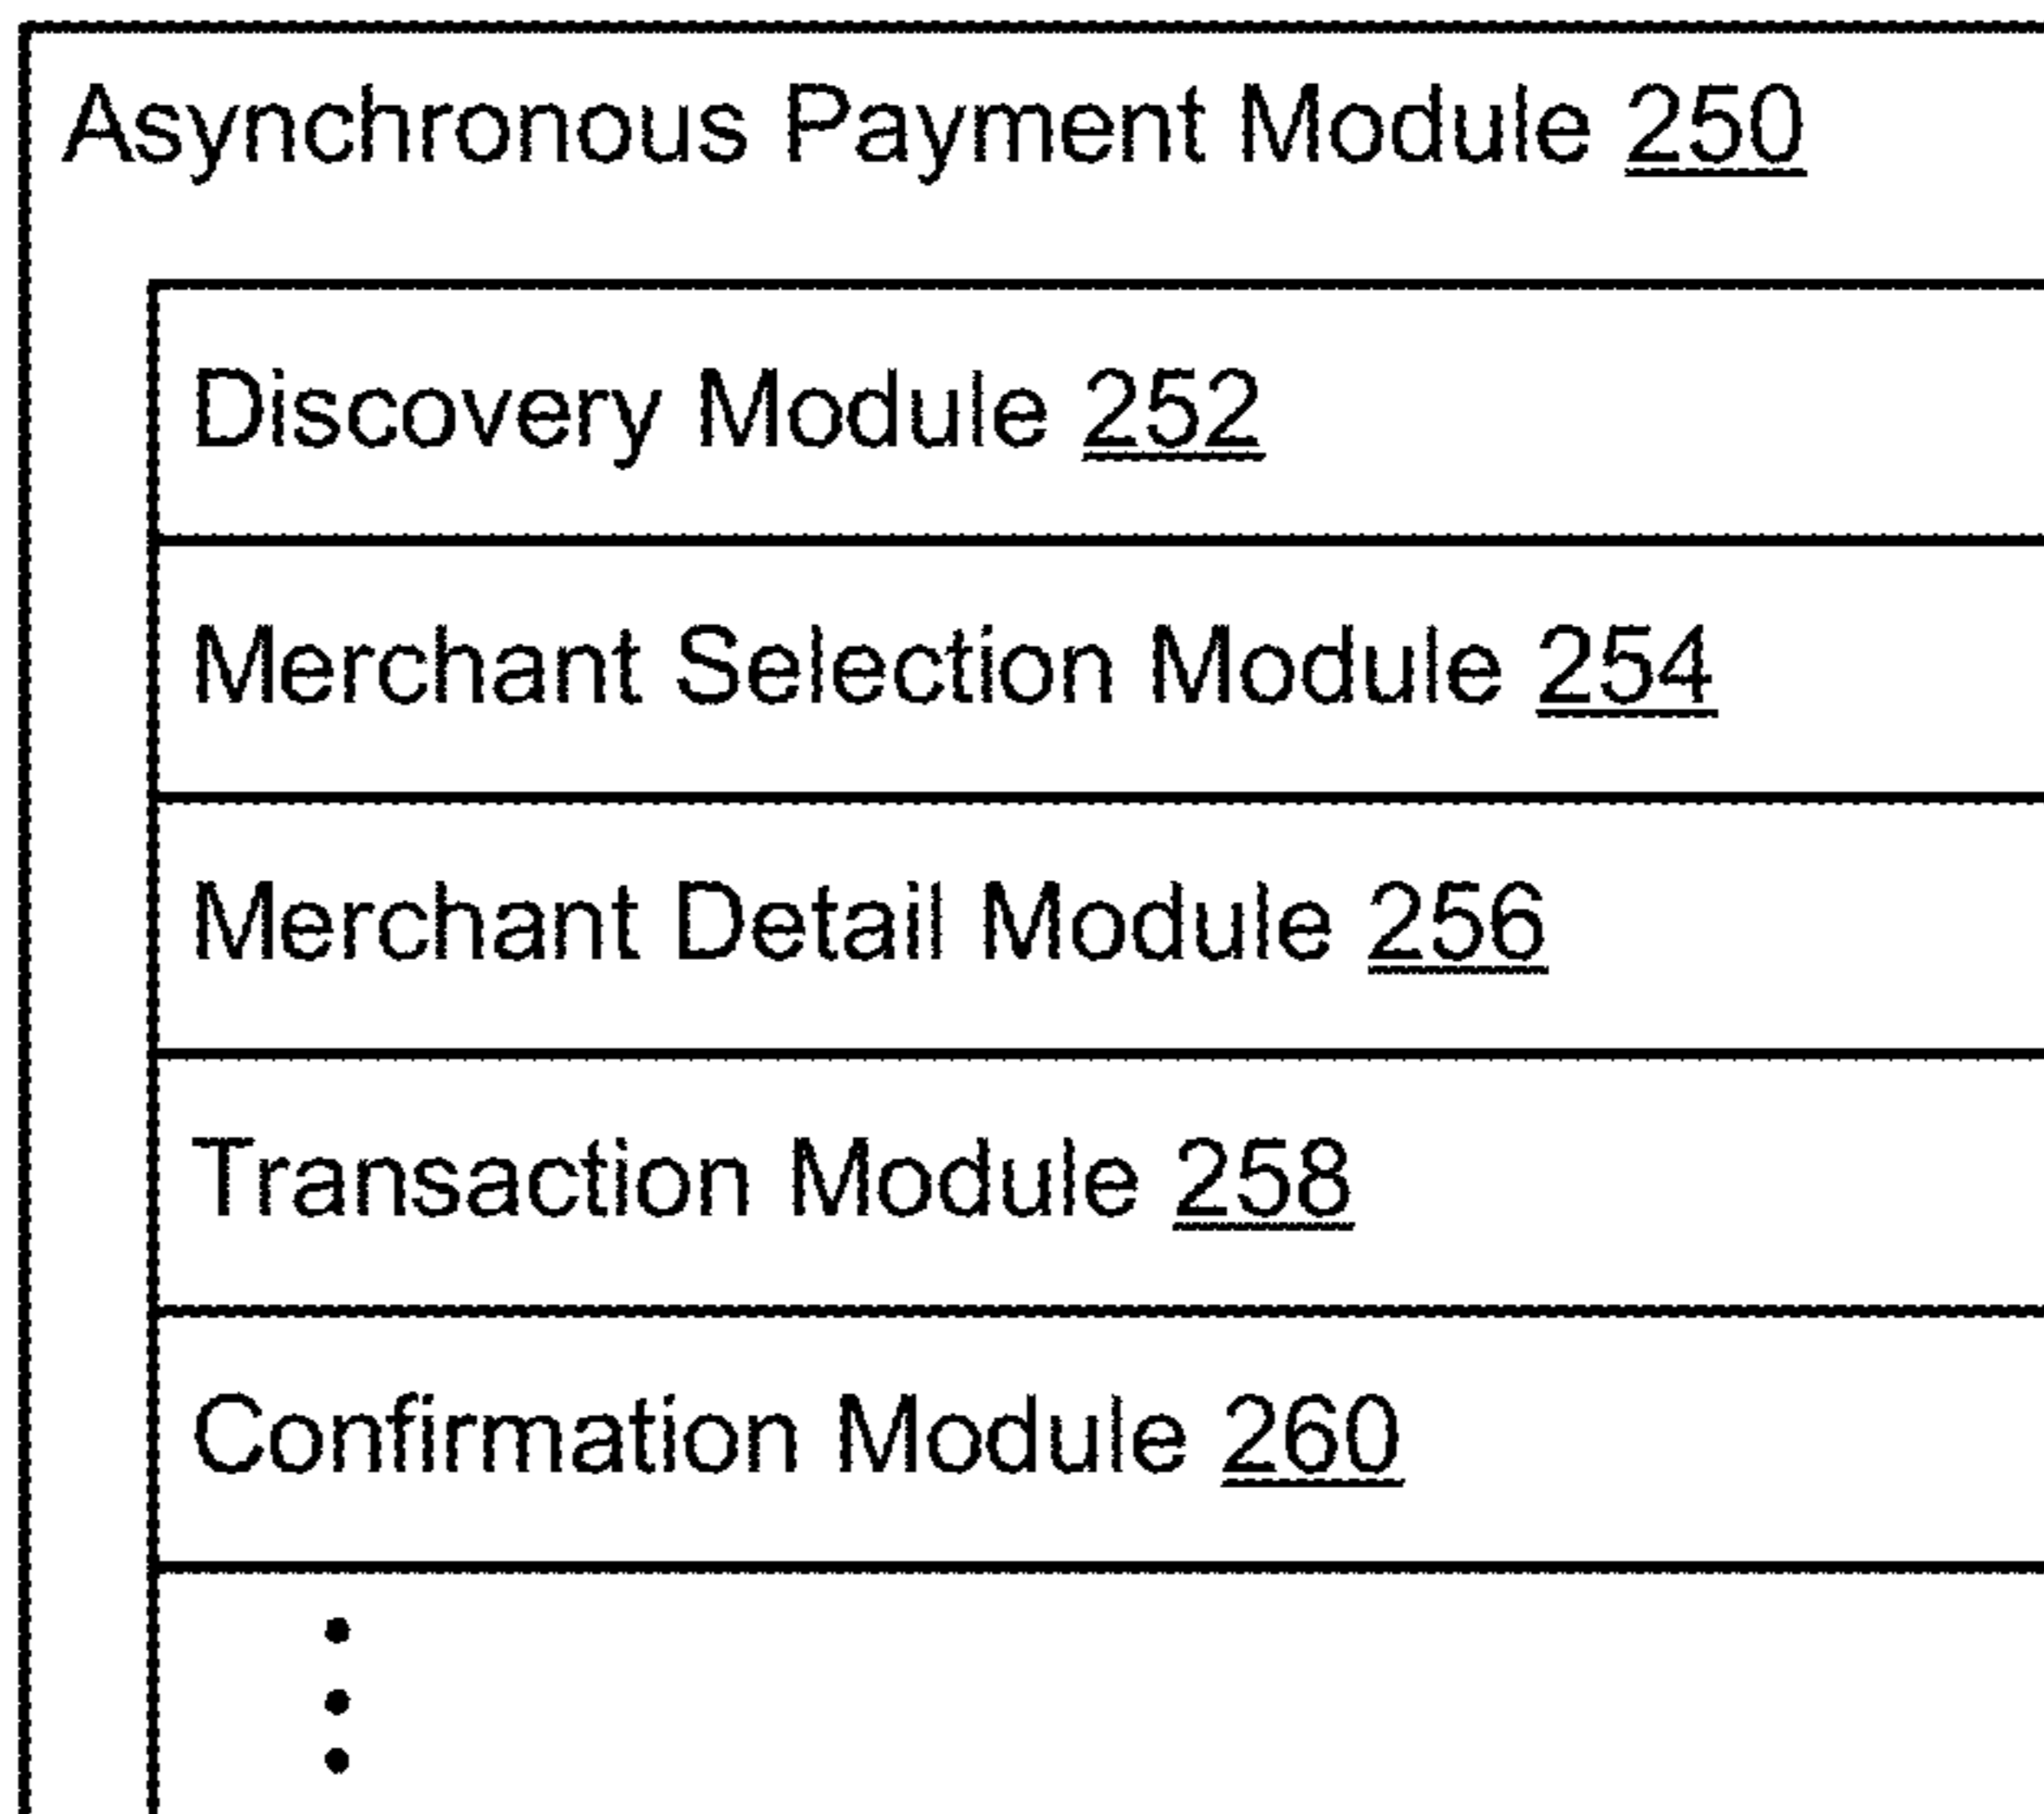 Asynchronous Payment Module 250
Discovery Module 252
Merchant Selection Module 254
Merchant Detail Module 256
Transaction Module 258
Confirmation Module 260